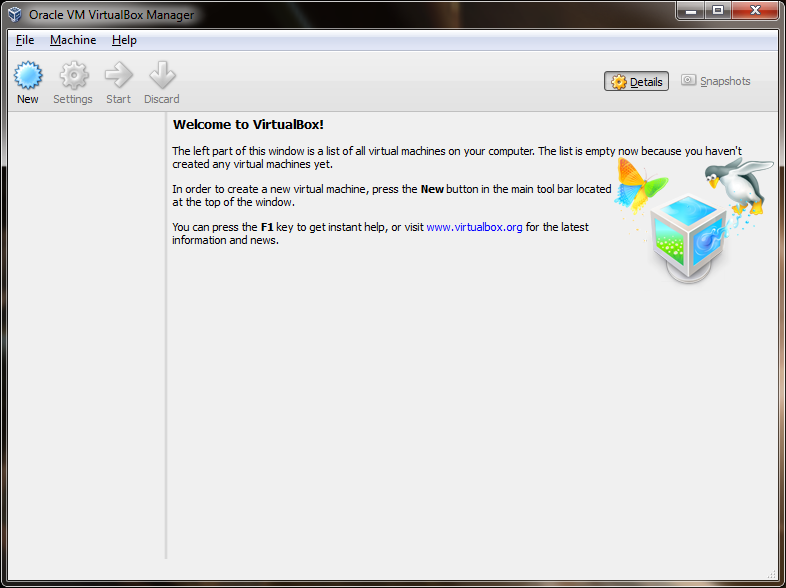 Oracle VM VirtualBox Manager
File Machine Help
New Settings Start Discard Details Snapshots
Welcome to VirtualBox!
The left part of this window is a list of all virtual machines on your computer. The list is empty now because you haven't
created any virtual machines yet.
In order to create a new virtual machine, press the New button in the main tool bar located
at the top of the window.
You can press the F1 key to get instant help, or visit www.virtualbox.org for the latest
information and news.